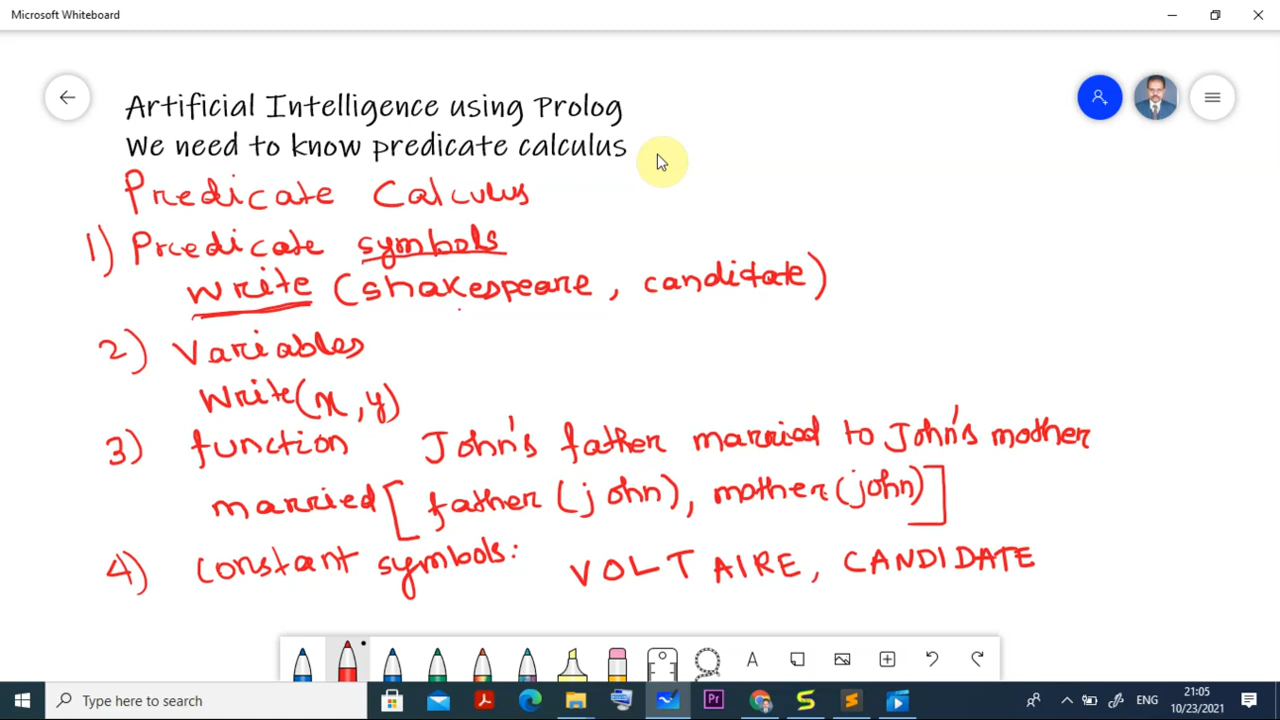 Microsoft Whiteboard
Artificial Intelligence using Prolog
We need to know predicate calculus
Predicate Calculus
1) Predicate symbols
Write (shakespeare, candidate)
2) Variables
Write(x, y)
3) function John's father married to John's mother
married [father (john), mother(john)]
4) constant symbols: VOLTAIRE, CANDIDATE
A
Type here to search
Pr
S
ENG
21:05
10/23/2021